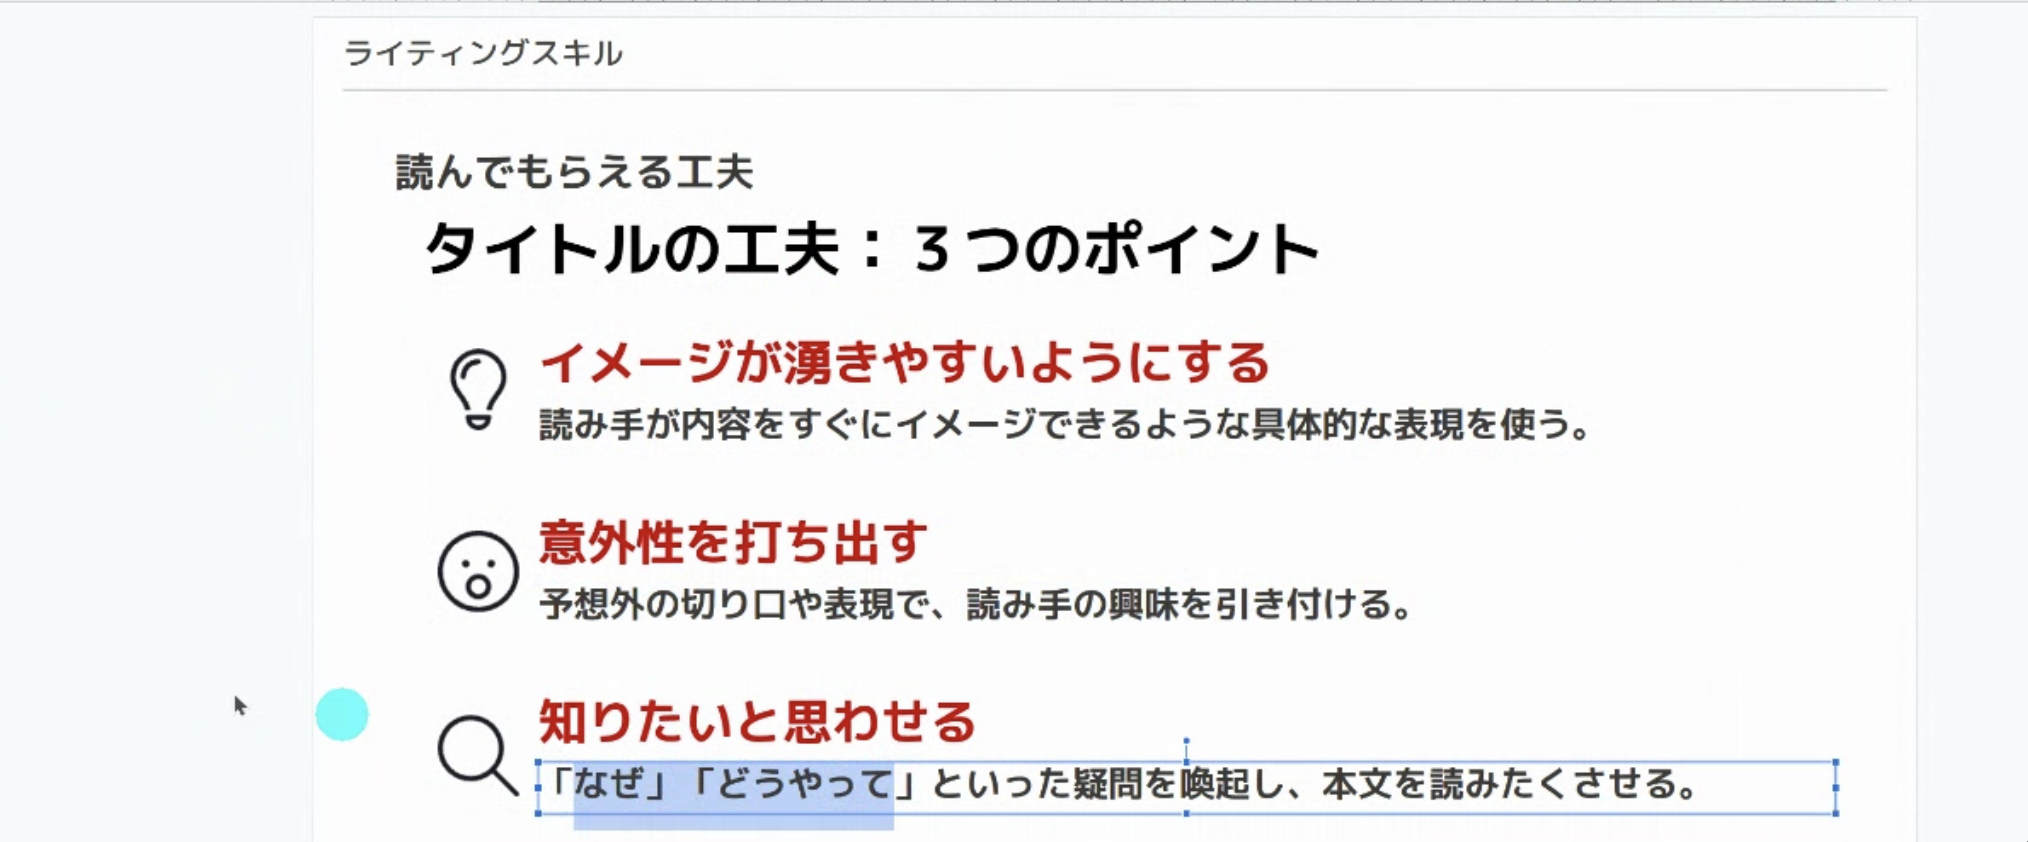 ライティングスキル
読んでもらえる工夫
タイトルの工夫：３つのポイント
イメージが湧きやすいようにする
読み手が内容をすぐにイメージできるような具体的な表現を使う。
意外性を打ち出す
予想外の切り口や表現で、読み手の興味を引き付ける。
知りたいと思わせる
「なぜ」「どうやって」といった疑問を喚起し、本文を読みたくさせる。